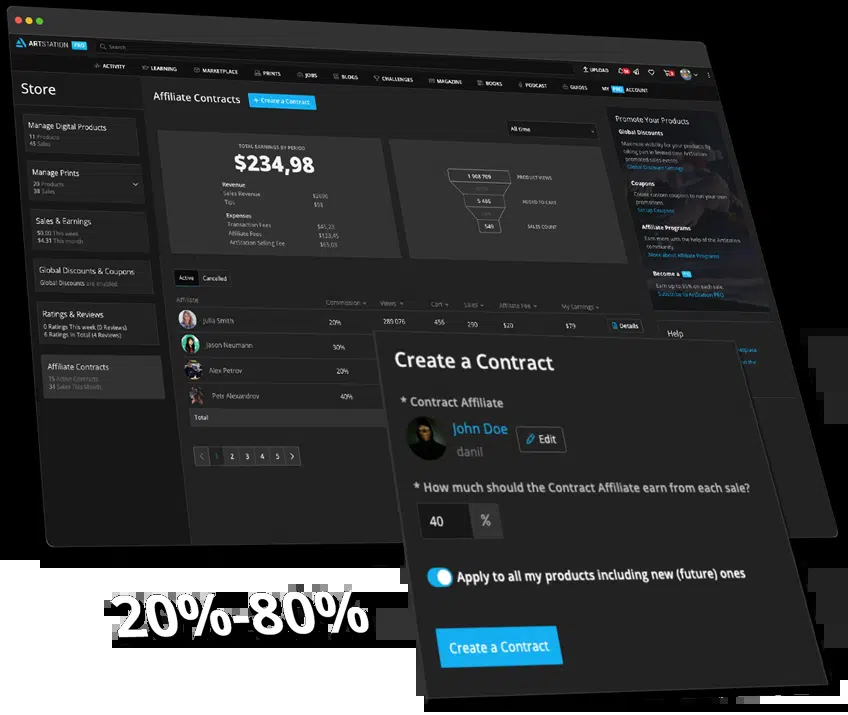 ARTSTATION PRO
Search
ACTIVITY
LEARNING
MARKETPLACE
PRINTS
JOBS
BLOGS
CHALLENGES
MAGAZINE
BOOKS
PODCAST
GUIDES
MY PRO ACCOUNT
UPLOAD
Store
Manage Digital Products
11 Products
45 Sales
Manage Prints
20 Products
38 Sales
Sales & Earnings
$0.00 This week
$4.31 This month
Global Discounts & Coupons
Global Discounts are enabled
Ratings & Reviews
0 Ratings This week (0 Reviews)
6 Ratings in Total (4 Reviews)
Affiliate Contracts
15 Active Contracts
31 Sales This Month
Affiliate Contracts
+ Create a Contract
All time
TOTAL EARNINGS BY PERIOD
$234,98
Revenue
Sales Revenue $2600
Tips $58
Expenses
Transaction Fees $45,23
Affiliate Fees $123,45
ArtStation Selling Fee $65,03
1 908 709 PRODUCT VIEWS
5 486 ADDED TO CART
549 SALES COUNT
Active Cancelled
Affiliate Commission Views Cart Sales Affiliate Fee My Earnings
Julia Smith 20% 289 076 456 290 $20 $79 Details
Jason Neumann 30%
Alex Petrov 20%
Petr Alexandrov 40%
Total
1 2 3 4 5
Promote Your Products
Global Discounts
Maximize visibility for your products by
taking part in limited time ArtStation
promoted sales events.
Global Discount Settings
Coupons
Create custom coupons to run your own
promotions.
Set up Coupons
Affiliate Programs
Earn more with the help of the ArtStation
community.
More about Affiliate Programs
Become a PRO
Earn up to 95% on each sale.
Subscribe to ArtStation PRO
Help
Create a Contract
* Contract Affiliate
John Doe
danil
Edit
* How much should the Contract Affiliate earn from each sale?
40 %
Apply to all my products including new (future) ones
Create a Contract
20%-80%